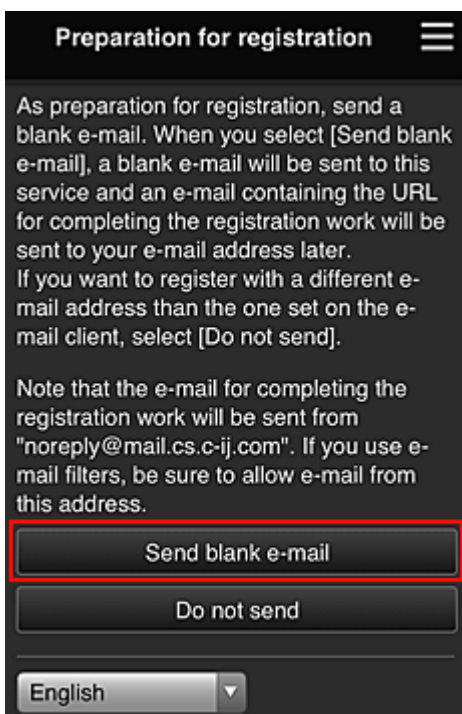 Preparation for registration
As preparation for registration, send a
blank e-mail. When you select [Send blank
e-mail], a blank e-mail will be sent to this
service and an e-mail containing the URL
for completing the registration work will be
sent to your e-mail address later.
If you want to register with a different e-
mail address than the one set on the e-
mail client, select [Do not send].
Note that the e-mail for completing the
registration work will be sent from
"noreply@mail.cs.c-ij.com". If you use e-
mail filters, be sure to allow e-mail from
this address.
Send blank e-mail
Do not send
English